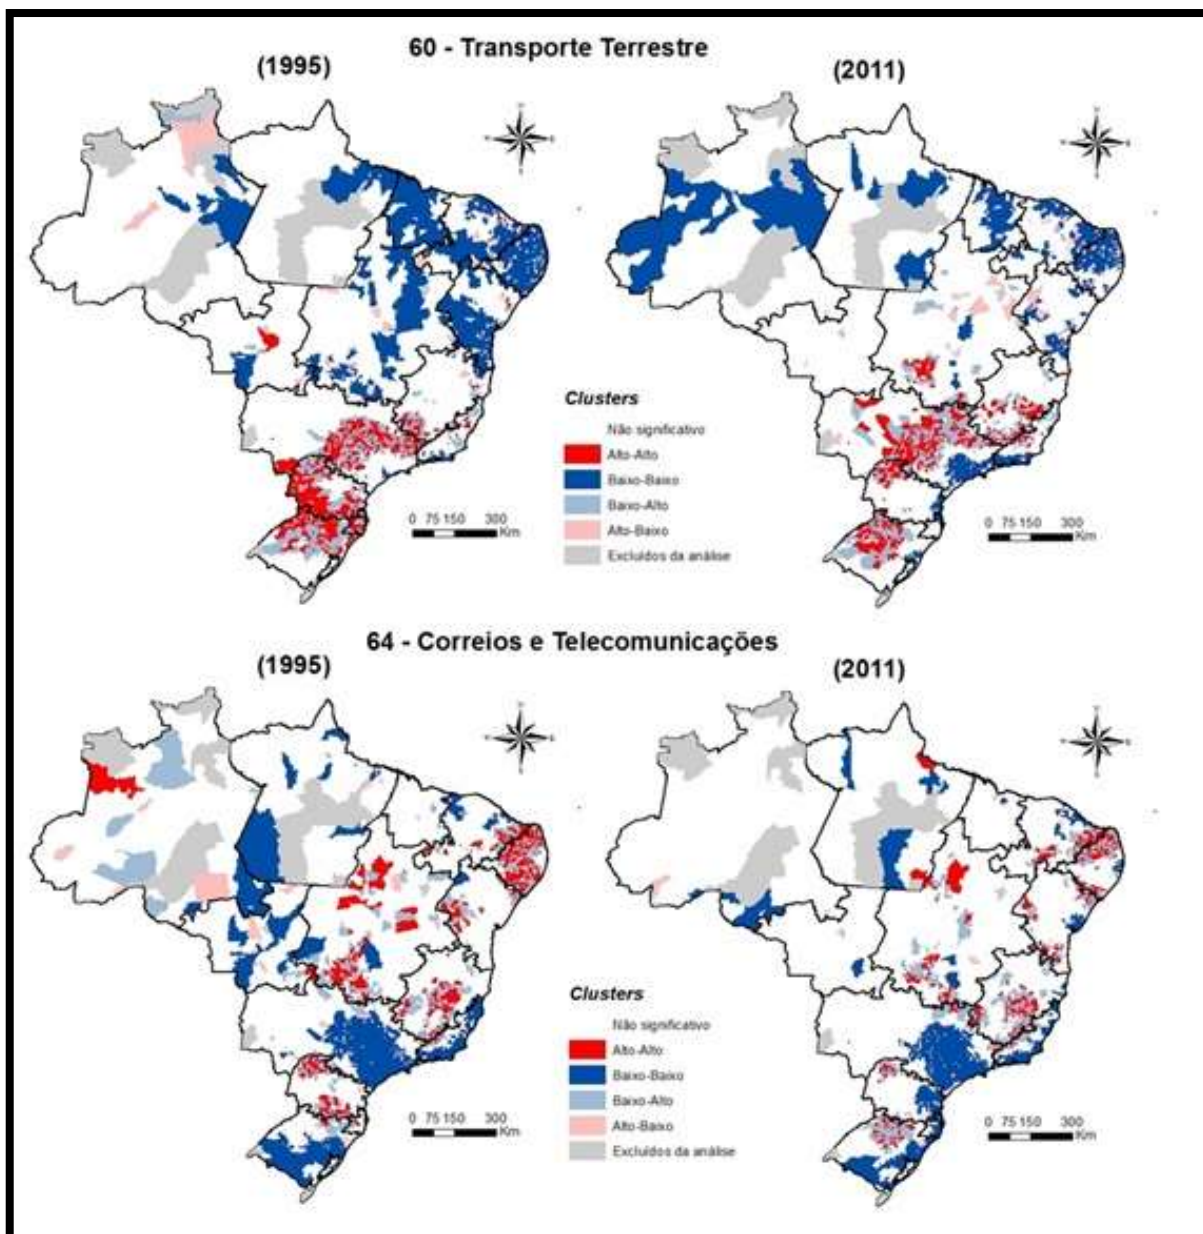 60 - Transporte Terrestre
(1995)
(2011)
Clusters
Não significativo
Alto-Alto
Baixo-Baixo
Baixo-Alto
Alto-Baixo
Excluídos da análise
0 75 150 300
Km
0 75 150 300
Km
64 - Correios e Telecomunicações
(1995)
(2011)
Clusters
Não significativo
Alto-Alto
Baixo-Baixo
Baixo-Alto
Alto-Baixo
Excluídos da análise
0 75 150 300
Km
0 75 150 300
Km